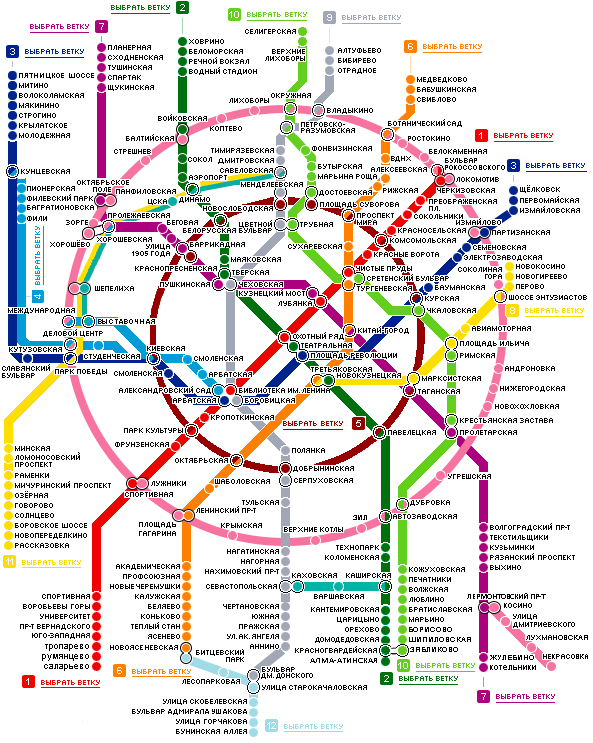 2
ВЫБРАТЬ ВЕТКУ
7
ВЫБРАТЬ ВЕТКУ
10
ВЫБРАТЬ ВЕТКУ
9
ВЫБРАТЬ ВЕТКУ
3
ВЫБРАТЬ ВЕТКУ
6
ВЫБРАТЬ ВЕТКУ
ПЛАНЕРНАЯ
СХОДНЕНСКАЯ
ТУШИНСКАЯ
СПАРТАК
ЩУКИНСКАЯ
ХОВРИНО
БЕЛОМОРСКАЯ
РЕЧНОЙ ВОКЗАЛ
ВОДНЫЙ СТАДИОН
СЕЛИГЕРСКАЯ
ВЕРХНИЕ
ЛИХОБОРЫ
АЛТУФЬЕВО
БИБИРЕВО
ОТРАДНОЕ
МЕДВЕДКОВО
БАБУШКИНСКАЯ
СВИБЛОВО
ПЯТНИЦКОЕ ШОССЕ
МИТИНО
ВОЛОКОЛАМСКАЯ
МЯКИНИНО
СТРОГИНО
КРЫЛАТСКОЕ
МОЛОДЕЖНАЯ
ОКРУЖНАЯ
ЛИХОБОРЫ
ВЛАДЫКИНО
ВОЙКОВСКАЯ
КОПТЕВО
ПЕТРОВСКО-
РАЗУМОВСКАЯ
БОТАНИЧЕСКИЙ САД
РОСТОКИНО
1
ВЫБРАТЬ ВЕТКУ
БАЛТИЙСКАЯ
СТРЕШНЕВ
ТИМИРЯЗЕВСКАЯ
ДМИТРОВСКАЯ
САВЕЛОВСКАЯ
ФОНВИЗИНСКАЯ
БУТЫРСКАЯ
МАРЬИНА РОЩА
ВДНХ
АЛЕКСЕЕВСКАЯ
РИЖСКАЯ
БЕЛОКАМЕННАЯ
БУЛЬВАР
РОКОССОВСКОГО
ЛОКОМОТИВ
ЧЕРКИЗОВСКАЯ
ПРЕОБРАЖЕНСКАЯ
ПЛ.
СОКОЛЬНИКИ
3
ВЫБРАТЬ ВЕТКУ
КУНЦЕВСКАЯ
ПИОНЕРСКАЯ
ФИЛЕВСКИЙ ПАРК
БАГРАТИОНОВСКАЯ
ФИЛИ
ОКТЯБРЬСКОЕ
ПОЛЕ
ПАНФИЛОВСКАЯ
СОКОЛ
АЭРОПОРТ
МЕНДЕЛЕЕВСКАЯ
ДОСТОЕВСКАЯ
ПЛОЩАДЬ СУВОРОВА
ПРОСПЕКТ
МИРА
КРАСНОСЕЛЬСКАЯ
КОМСОМОЛЬСКАЯ
КРАСНЫЕ ВОРОТА
ЩЁЛКОВСК
ПЕРВОМАЙСКАЯ
ИЗМАЙЛОВСКАЯ
ИЗМАЙЛОВО
ПАРТИЗАНСКАЯ
СЕМЕНОВСКАЯ
ЭЛЕКТРОЗАВОДСКАЯ
СОКОЛИНАЯ
ГОРА
БАУМАНСКАЯ
НОВОКОСИНО
НОВОГИРЕЕВО
ПЕРОВО
ШОССЕ ЭНТУЗИАСТОВ
8
ВЫБРАТЬ ВЕТКУ
ЦСКА
ДИНАМО
ПРОЛЕЖАЕВСКАЯ
ЗОРГЕ
ХОРОШЁВО
ХОРОШЕВСКАЯ
БЕГОВАЯ
НОВОСЛОБОДСКАЯ
БЕЛОРУССКАЯ
УЛИЦА
1905 ГОДА
БАРРИКАДНАЯ
КРАСНОПРЕСНЕНСКАЯ
ЦВЕТНОЙ
БУЛЬВАР
ТРУБНАЯ
СУХАРЕВСКАЯ
МАЯКОВСКАЯ
ТВЕРСКАЯ
ПУШКИНСКАЯ
ЧЕХОВСКАЯ
КУЗНЕЦКИЙ МОСТ
ЛУБЯНКА
ЧИСТЫЕ ПРУДЫ
СРЕТЕНСКИЙ БУЛЬВАР
ТУРГЕНЕВСКАЯ
КУРСКАЯ
ЧКАЛОВСКАЯ
4
ВЫБРАТЬ ВЕТКУ
ШЕЛЕПИХА
МЕЖДУНАРОДНАЯ
ВЫСТАВОЧНАЯ
ДЕЛОВОЙ ЦЕНТР
КУТУЗОВСКАЯ
СТУДЕНЧЕСКАЯ
СЛАВЯНСКИЙ
БУЛЬВАР
ПАРК ПОБЕДЫ
КИЕВСКАЯ
СМОЛЕНСКАЯ
СМОЛЕНСКАЯ
АРБАТСКАЯ
АЛЕКСАНДРОВСКИЙ САД
АРБАТСКАЯ
БИБЛИОТЕКА ИМ. ЛЕНИНА
БОРОВИЦКАЯ
ОХОТНЫЙ РЯД
ТЕАТРАЛЬНАЯ
ПЛОЩАДЬ РЕВОЛЮЦИИ
КИТАЙ-ГОРОД
ТРЕТЬЯКОВСКАЯ
НОВОКУЗНЕЦКАЯ
МАРКСИСТСКАЯ
ТАГАНСКАЯ
АВИАМОТОРНАЯ
ПЛОЩАДЬ ИЛЬИЧА
РИМСКАЯ
АНДРОНОВКА
НИЖЕГОРОДСКАЯ
НОВОХОХЛОВКАЯ
КРЕСТЬЯНСКАЯ ЗАСТАВА
ПРОЛЕТАРСКАЯ
КРОПОТКИНСКАЯ
ПАРК КУЛЬТУРЫ
ФРУНЗЕНСКАЯ
ВЫБРАТЬ ВЕТКУ
5
ПАВЕЛЕЦКАЯ
ОКТЯБРЬСКАЯ
ПОЛЯНКА
ДОБРЫНИНСКАЯ
СЕРПУХОВСКАЯ
УГРЕШСКАЯ
МИНСКАЯ
ЛОМОНОСОВСКИЙ
ПРОСПЕКТ
РАМЕНКИ
МИЧУРИНСКИЙ ПРОСПЕКТ
ОЗЁРНАЯ
ГОВОРОВО
СОЛНЦЕВО
БОРОВСКОЕ ШОССЕ
НОВОПЕРЕДЕЛКИНО
РАССКАЗОВКА
11
ВЫБРАТЬ ВЕТКУ
ЛУЖНИКИ
СПОРТИВНАЯ
ШАБОЛОВСКАЯ
ЛЕНИНСКИЙ ПР-Т
ПЛОЩАДЬ
ГАГАРИНА
КРЫМСКАЯ
ТУЛЬСКАЯ
ВЕРХНИЕ КОТЛЫ
ЗИЛ
АВТОЗАВОДСКАЯ
ДУБРОВКА
ВОЛГОГРАДСКИЙ ПР-Т
ТЕКСТИЛЬЩИКИ
КУЗЬМИНКИ
РЯЗАНСКИЙ ПРОСПЕКТ
ВЫХИНО
АКАДЕМИЧЕСКАЯ
ПРОФСОЮЗНАЯ
НОВЫЕ ЧЕРЕМУШКИ
КАЛУЖСКАЯ
БЕЛЯЕВО
КОНЬКОВО
ТЕПЛЫЙ СТАН
ЯСЕНЕВО
НОВОЯСЕНЕВСКАЯ
НАГАТИНСКАЯ
НАГОРНАЯ
НАХИМОВСКИЙ ПР-Т
СЕВАСТОПОЛЬСКАЯ
КАХОВСКАЯ
ВАРШАВСКАЯ
КАШИРСКАЯ
ТЕХНОПАРК
КОЛОМЕНСКАЯ
ЧЕРТАНОВСКАЯ
ЮЖНАЯ
ПРАЖСКАЯ
УЛ. АК. ЯНГЕЛЯ
АННИНО
КАНТЕМИРОВСКАЯ
ЦАРИЦЫНО
ОРЕХОВО
ДОМОДЕДОВСКАЯ
КРАСНОГВАРДЕЙСКАЯ
АЛМА-АТИНСКАЯ
2
ВЫБРАТЬ ВЕТКУ
КОЖУХОВСКАЯ
ПЕЧАТНИКИ
ВОЛЖСКАЯ
ЛЮБЛИНО
БРАТИСЛАВСКАЯ
МАРЬИНО
БОРИСОВО
ШИПИЛОВСКАЯ
ЗЯБЛИКОВО
10
ВЫБРАТЬ ВЕТКУ
ЛЕРМОНТОВСКИЙ ПР-Т
КОСИНО
УЛИЦА
ДМИТРИЕВСКОГО
ЛУХМАНОВСКАЯ
НЕКРАСОВКА
ЖУЛЕБИНО
КОТЕЛЬНИКИ
7
ВЫБРАТЬ ВЕТКУ
СПОРТИВНАЯ
ВОРОБЬЕВЫ ГОРЫ
УНИВЕРСИТЕТ
ПР-Т ВЕРНАДСКОГО
ЮГО-ЗАПАДНАЯ
тропарево
румянцево
саларьево
1
ВЫБРАТЬ ВЕТКУ
6
ВЫБРАТЬ ВЕТКУ
БИТЦЕВСКИЙ
ПАРК
ЛЕСОПАРКОВАЯ
БУЛЬВАР
ДМ. ДОНСКОГО
УЛИЦА СТАРОКАЧАЛОВСКАЯ
УЛИЦА СКОБЕЛЕВСКАЯ
БУЛЬВАР АДМИРАЛА УШАКОВА
УЛИЦА ГОРЧАКОВА
БУНИНСКАЯ АЛЛЕЯ
12
ВЫБРАТЬ ВЕТКУ